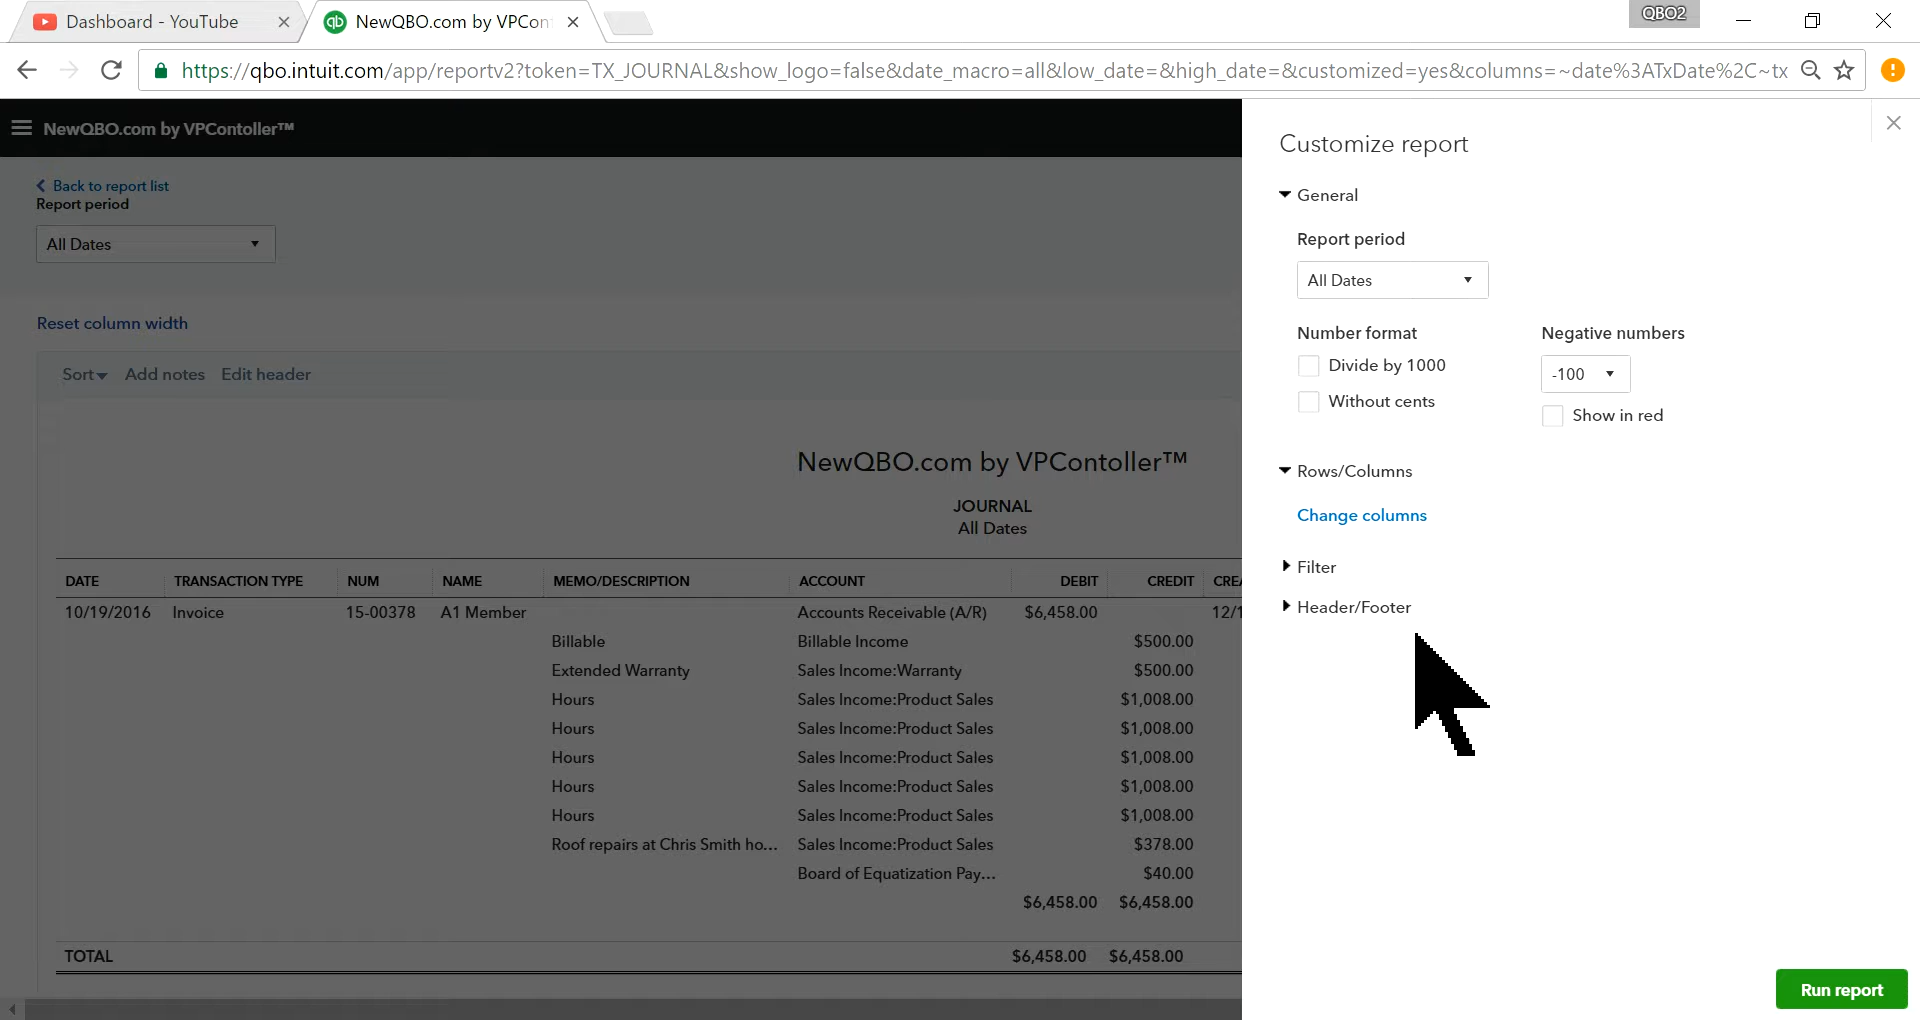 Dashboard - YouTube
NewQBO.com by VPCon
QBO2
https://qbo.intuit.com/app/reportv2?token=TX_JOURNAL&show_logo=false&date_macro=all&low_date=&high_date=&customized=yes&columns=~date%3ATxDate%2C~tx
NewQBO.com by VPContoller™
Back to report list
Report period
All Dates
Reset column width
Sort Add notes Edit header
NewQBO.com by VPContoller™
JOURNAL
All Dates
DATE TRANSACTION TYPE NUM NAME MEMO/DESCRIPTION ACCOUNT DEBIT CREDIT CREA
10/19/2016 Invoice 15-00378 A1 Member Accounts Receivable (A/R) $6,458.00 12/1
Billable Billable Income $500.00
Extended Warranty Sales Income:Warranty $500.00
Hours Sales Income:Product Sales $1,008.00
Hours Sales Income:Product Sales $1,008.00
Hours Sales Income:Product Sales $1,008.00
Hours Sales Income:Product Sales $1,008.00
Hours Sales Income:Product Sales $1,008.00
Roof repairs at Chris Smith ho... Sales Income:Product Sales $378.00
Board of Equatization Pay... $40.00
$6,458.00 $6,458.00
TOTAL $6,458.00 $6,458.00
Customize report
General
Report period
All Dates
Number format Negative numbers
Divide by 1000 -100
Without cents Show in red
Rows/Columns
Change columns
Filter
Header/Footer
Run report